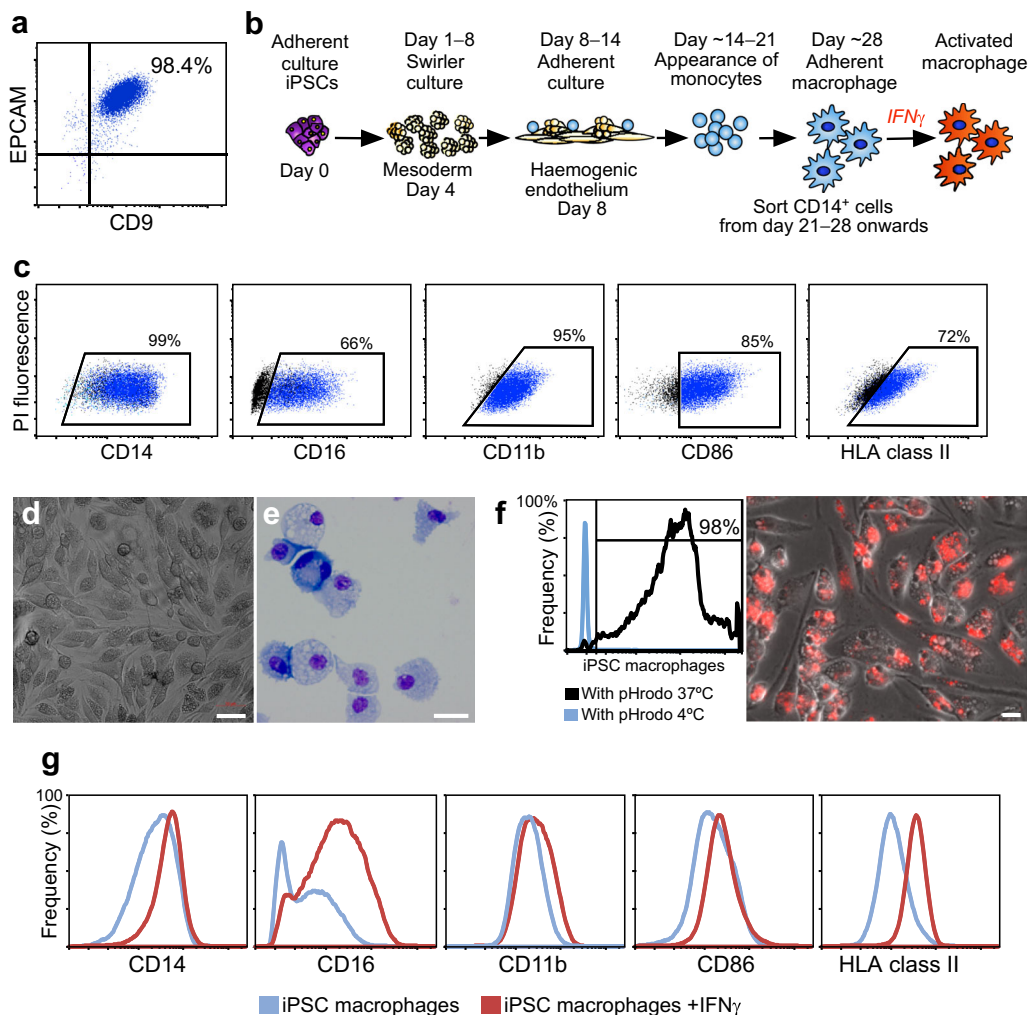 a
98.4%
EPCAM
CD9
b
Adherent
culture
iPSCs
Day 0
Day 1–8
Swirler
culture
Mesoderm
Day 4
Day 8–14
Adherent
culture
Haemogenic
endothelium
Day 8
Day ~14–21
Appearance of
monocytes
Day ~28
Adherent
macrophage
IFNγ
Activated
macrophage
Sort CD14⁺ cells
from day 21–28 onwards
c
PI fluorescence
99%
CD14
66%
CD16
95%
CD11b
85%
CD86
72%
HLA class II
d
e
f
100%
98%
Frequency (%)
iPSC macrophages
With pHrodo 37ºC
With pHrodo 4ºC
g
100
Frequency (%)
CD14
CD16
CD11b
CD86
HLA class II
iPSC macrophages
iPSC macrophages +IFNγ